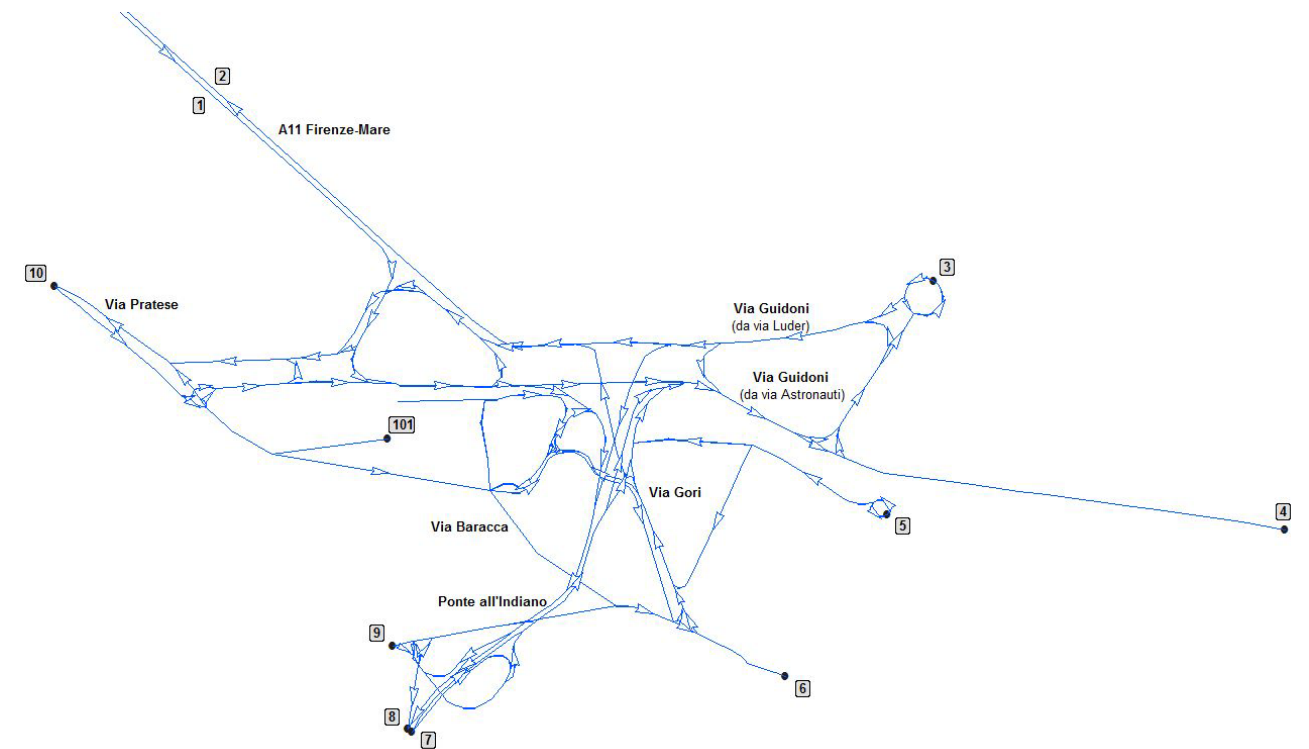 2
1
A11 Firenze-Mare
3
10
Via Pratese
Via Guidoni
(da via Luder)
Via Guidoni
(da via Astronauti)
101
Via Gori
4
5
Via Baracca
Ponte all'Indiano
9
6
8
7